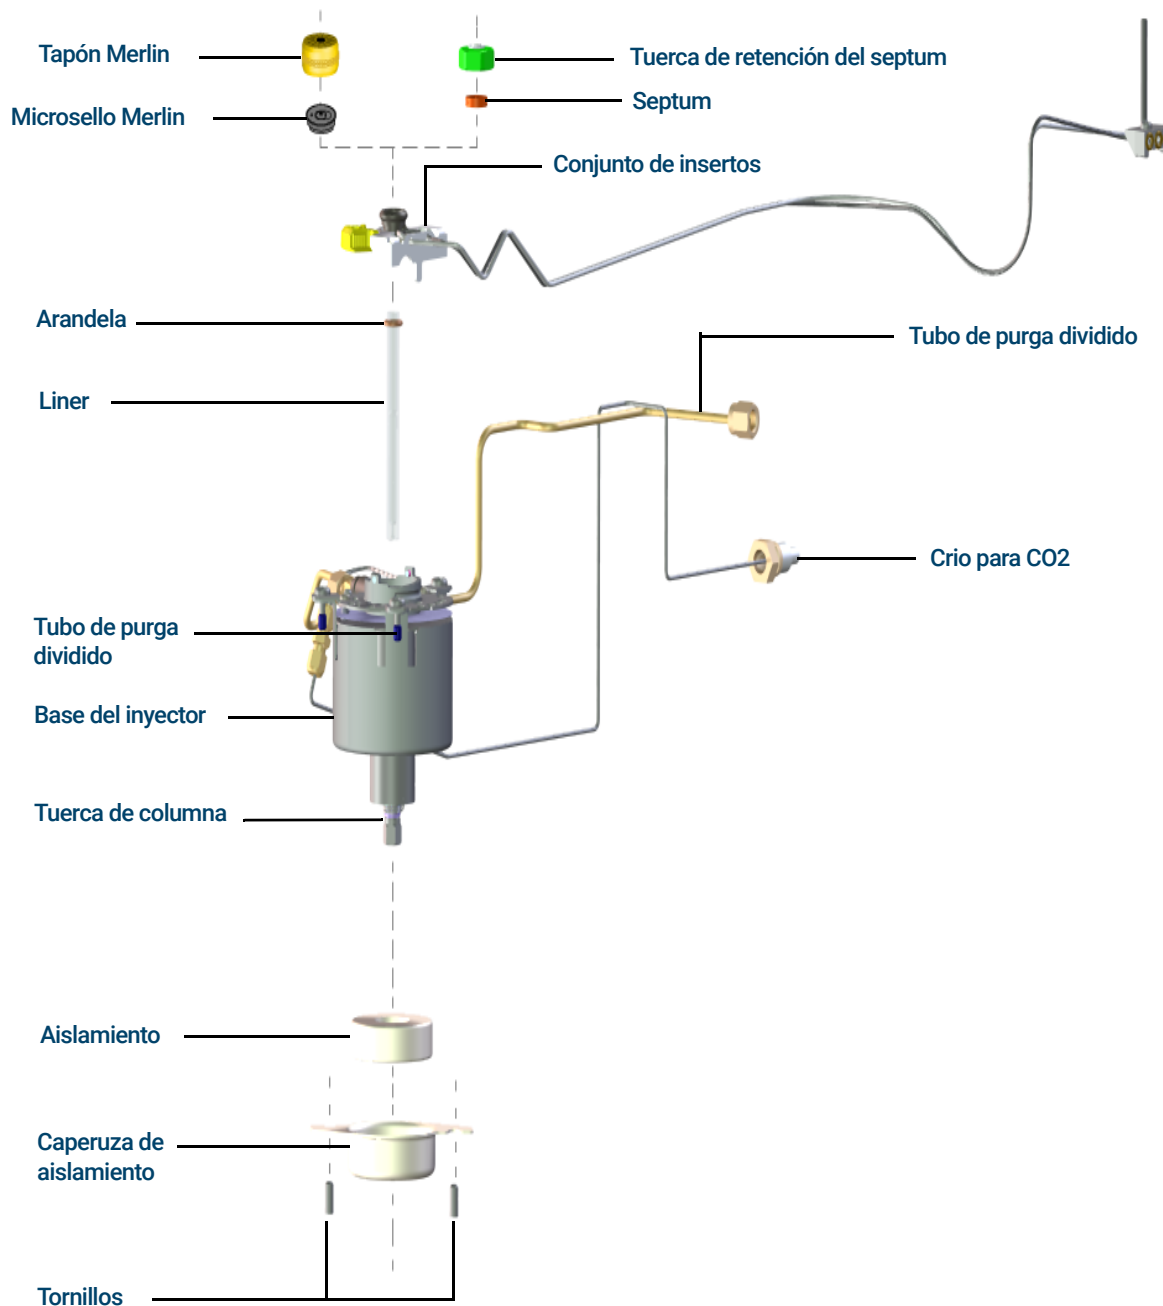 Tapón Merlin
Tuerca de retención del septum
Septum
Microsello Merlin
Conjunto de insertos
Arandela
Tubo de purga dividido
Liner
Crio para CO2
Tubo de purga
dividido
Base del inyector
Tuerca de columna
Aislamiento
Caperuza de
aislamiento
Tornillos